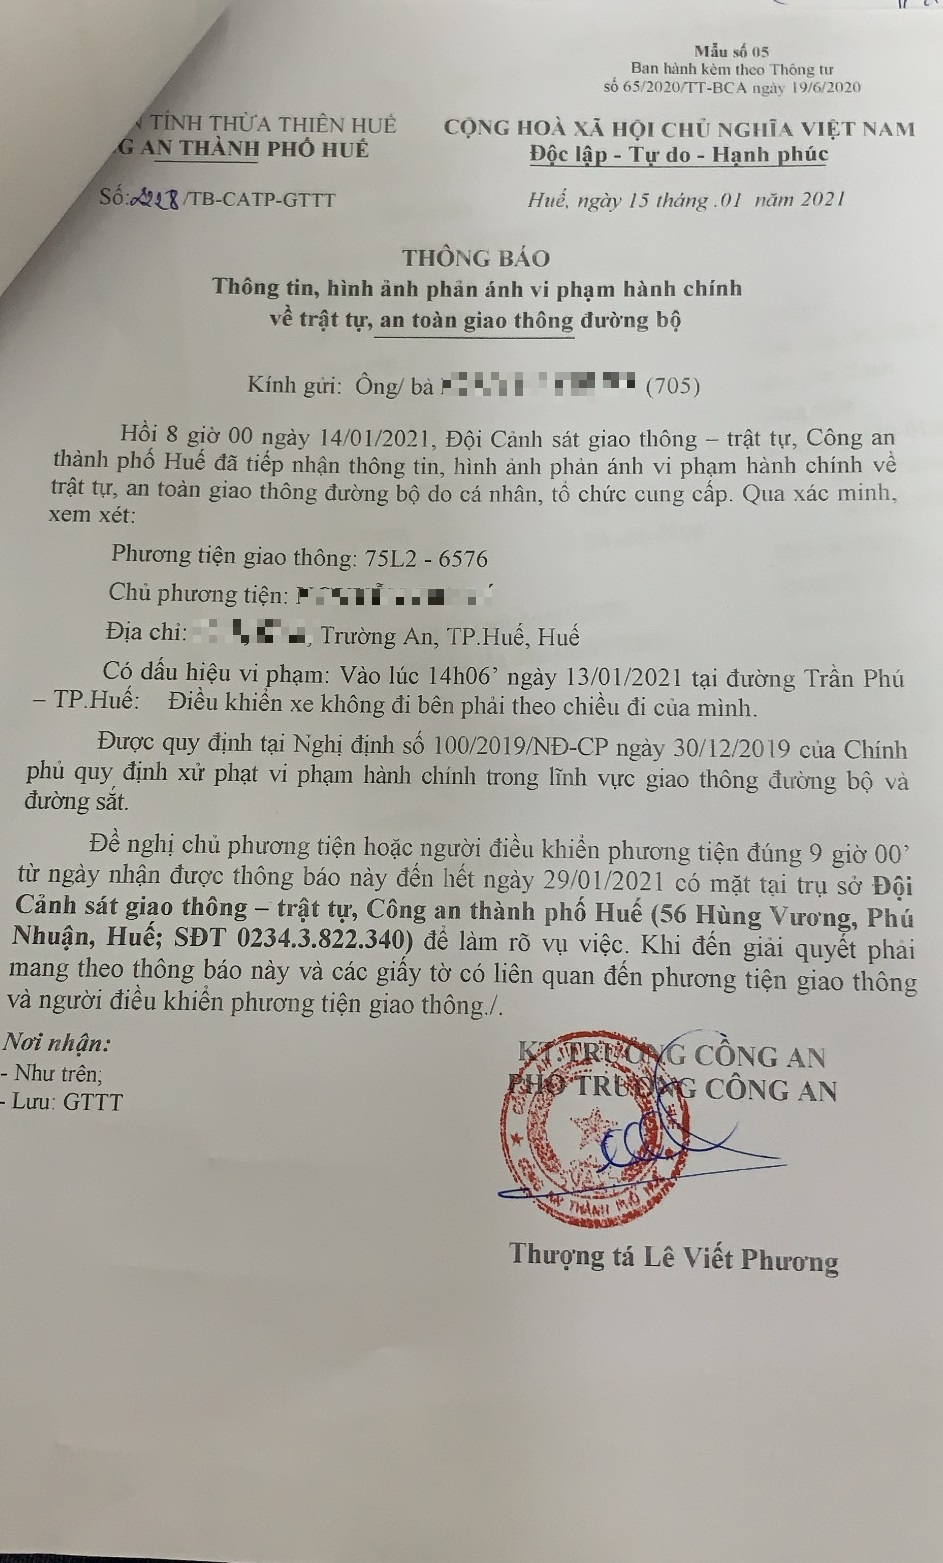 Mẫu số 05
Ban hành kèm theo Thông tư
số 65/2020/TT-BCA ngày 19/6/2020
TỈNH THỪA THIÊN HUẾ
G AN THÀNH PHỐ HUẾ
CỘNG HOÀ XÃ HỘI CHỦ NGHĨA VIỆT NAM
Độc lập - Tự do - Hạnh phúc
Số: 2228/TB-CATP-GTTT
Huế, ngày 15 tháng .01 năm 2021
THÔNG BÁO
Thông tin, hình ảnh phản ánh vi phạm hành chính
về trật tự, an toàn giao thông đường bộ
Kính gửi: Ông/ bà (705)
Hồi 8 giờ 00 ngày 14/01/2021, Đội Cảnh sát giao thông – trật tự, Công an
thành phố Huế đã tiếp nhận thông tin, hình ảnh phản ánh vi phạm hành chính về
trật tự, an toàn giao thông đường bộ do cá nhân, tổ chức cung cấp. Qua xác minh,
xem xét:
Phương tiện giao thông: 75L2 - 6576
Chủ phương tiện:
Địa chỉ: , Trường An, TP.Huế, Huế
Có dấu hiệu vi phạm: Vào lúc 14h06’ ngày 13/01/2021 tại đường Trần Phú
– TP.Huế: Điều khiển xe không đi bên phải theo chiều đi của mình.
Được quy định tại Nghị định số 100/2019/NĐ-CP ngày 30/12/2019 của Chính
phủ quy định xử phạt vi phạm hành chính trong lĩnh vực giao thông đường bộ và
đường sắt.
Đề nghị chủ phương tiện hoặc người điều khiển phương tiện đúng 9 giờ 00’
từ ngày nhận được thông báo này đến hết ngày 29/01/2021 có mặt tại trụ sở Đội
Cảnh sát giao thông – trật tự, Công an thành phố Huế (56 Hùng Vương, Phú
Nhuận, Huế; SĐT 0234.3.822.340) để làm rõ vụ việc. Khi đến giải quyết phải
mang theo thông báo này và các giấy tờ có liên quan đến phương tiện giao thông
và người điều khiển phương tiện giao thông./.
Nơi nhận:
- Như trên;
- Lưu: GTTT
KT.TRƯỞNG CÔNG AN
PHÓ TRƯỞNG CÔNG AN
CÔNG AN THÀNH PHỐ HUẾ
Thượng tá Lê Viết Phương